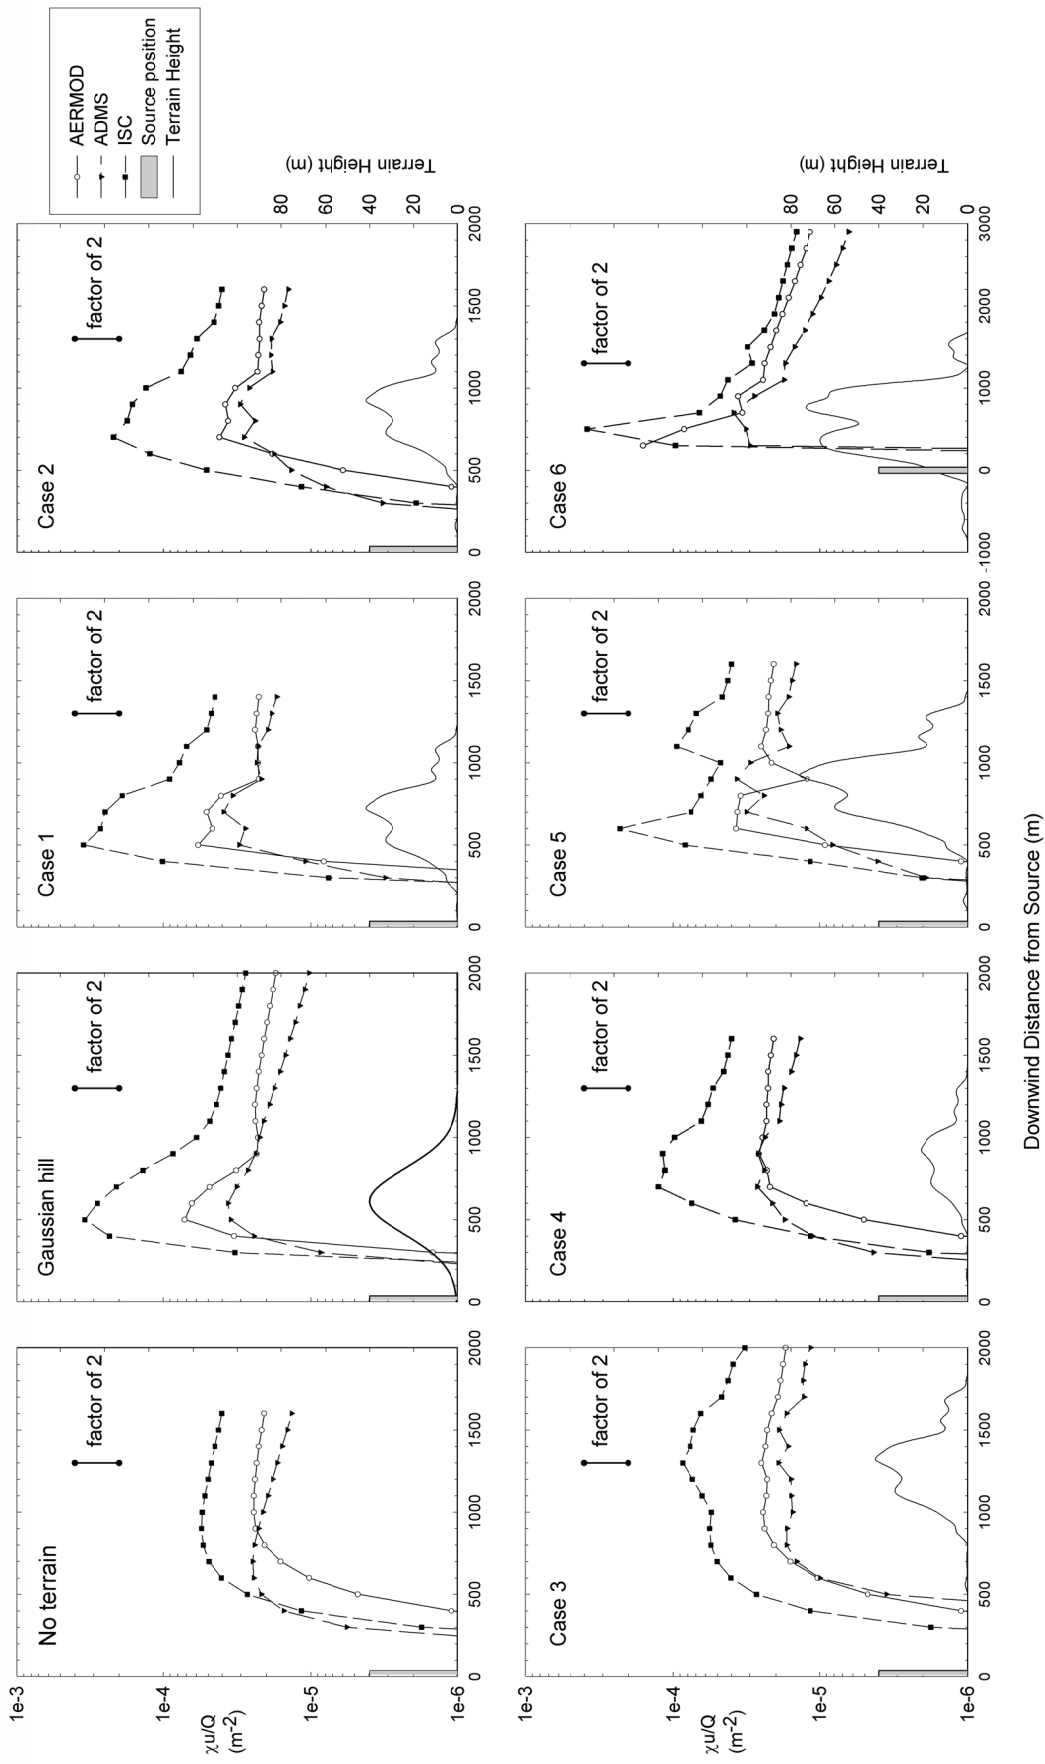 AERMOD
ADMS
ISC
Source position
Terrain Height
No terrain
factor of 2
1e-3
1e-4
1e-5
1e-6
χu/Q
(m⁻²)
0 500 1000 1500 2000
Gaussian hill
factor of 2
0 500 1000 1500 2000
Case 1
factor of 2
0 500 1000 1500 2000
Case 2
factor of 2
0 500 1000 1500 2000
80
60
40
20
0
Terrain Height
(m)
Case 3
factor of 2
1e-3
1e-4
1e-5
1e-6
χu/Q
(m⁻²)
0 500 1000 1500 2000
Case 4
factor of 2
0 500 1000 1500 2000
Case 5
factor of 2
0 500 1000 1500 2000
Case 6
factor of 2
-1000 0 1000 2000 3000
80
60
40
20
0
Terrain Height
(m)
Downwind Distance from Source (m)